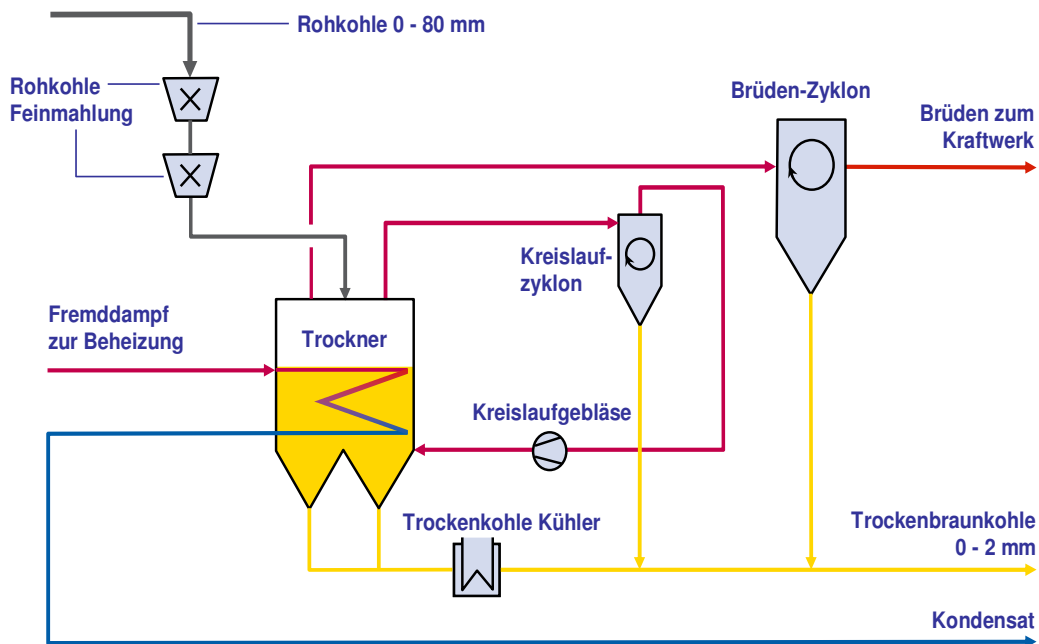 Rohkohle 0 - 80 mm
Rohkohle
Feinmahlung
Brüden-Zyklon
Brüden zum
Kraftwerk
Kreislauf-
zyklon
Fremddampf
zur Beheizung
Trockner
Kreislaufgebläse
Trockenkohle Kühler
Trockenbraunkohle
0 - 2 mm
Kondensat